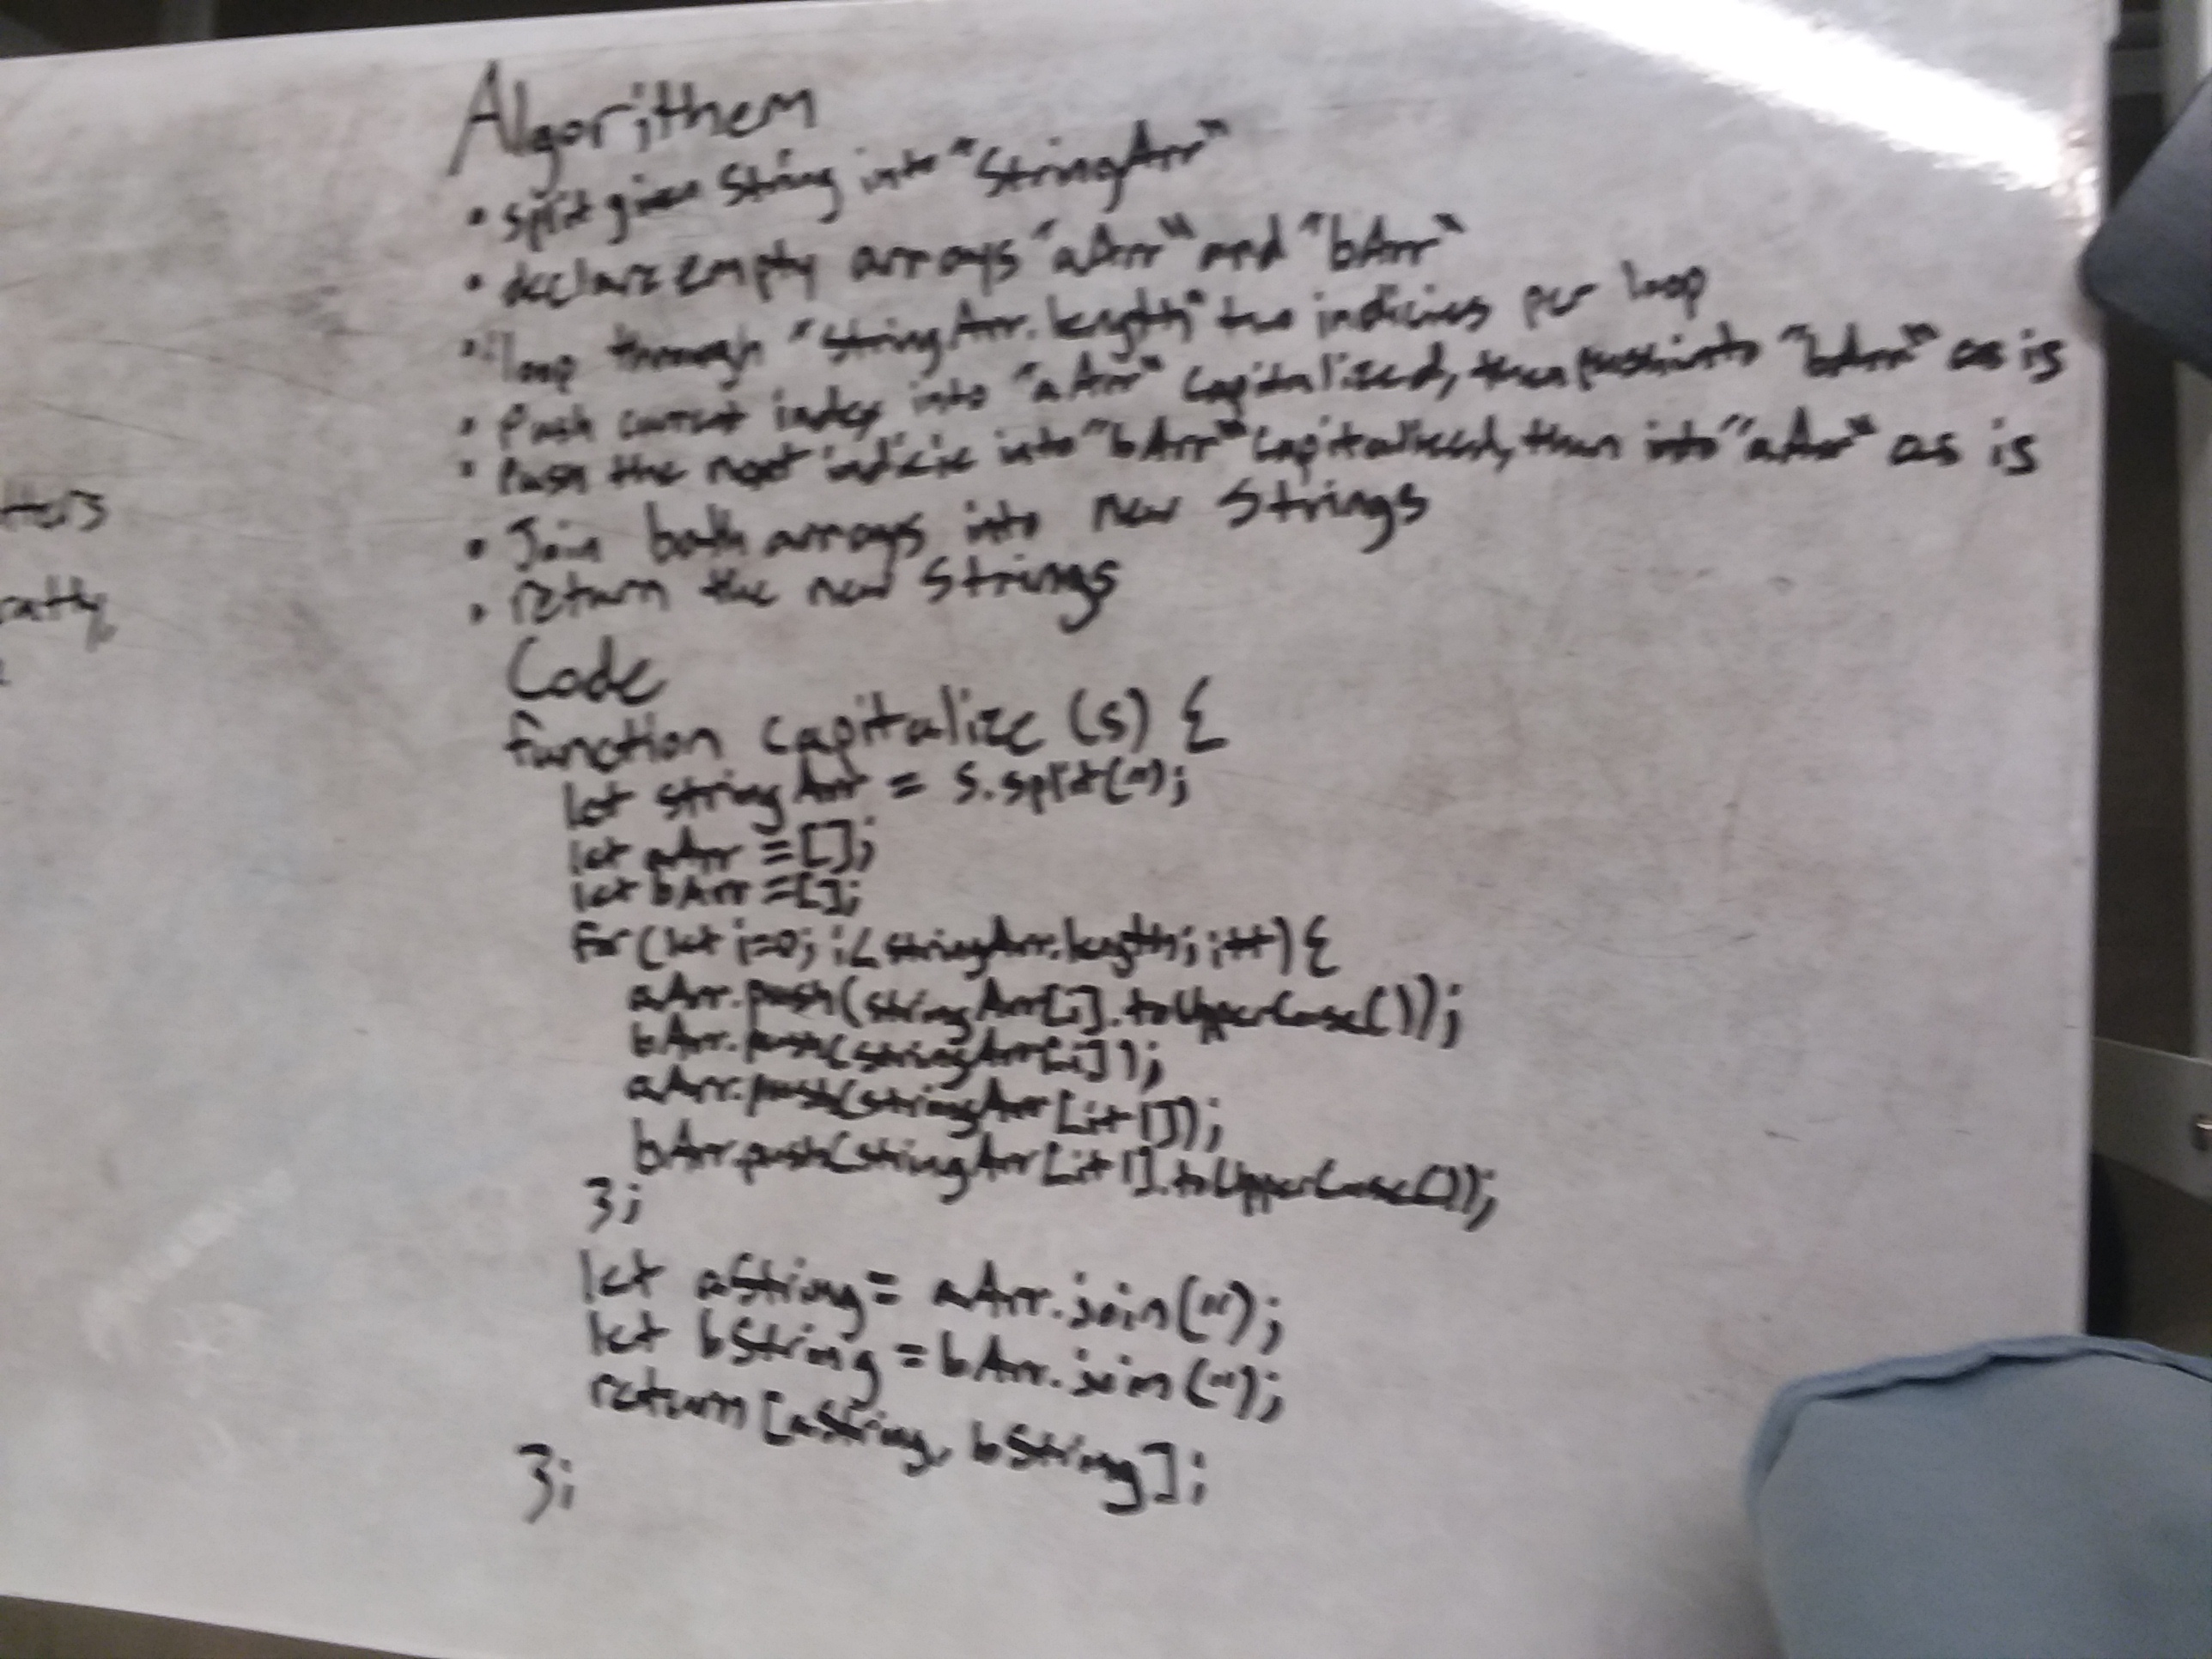 Algorithem
• split given String into "StringArr"
• declare empty arrays "aArr" and "bArr"
• loop through "StringArr.length" two indicies per loop
• Push current index into "aArr" capitalized, then push into "bArr" as is
• Push the next indicie into "bArr" capitalized, then into "aArr" as is
• Join both arrays into new Strings
• return the new Strings
Code
function capitalize (s) {
let stringArr = s.split('');
let aArr = [];
let bArr = [];
for (let i=0; i< stringArr.length; i++) {
aArr.push(stringArr[i].toUpperCase());
bArr.push(stringArr[i]);
aArr.push(stringArr[i+1]);
bArr.push(stringArr[i+1].toUpperCase());
};
let aString = aArr.join('');
let bString = bArr.join('');
return [aString, bString];
};
tters